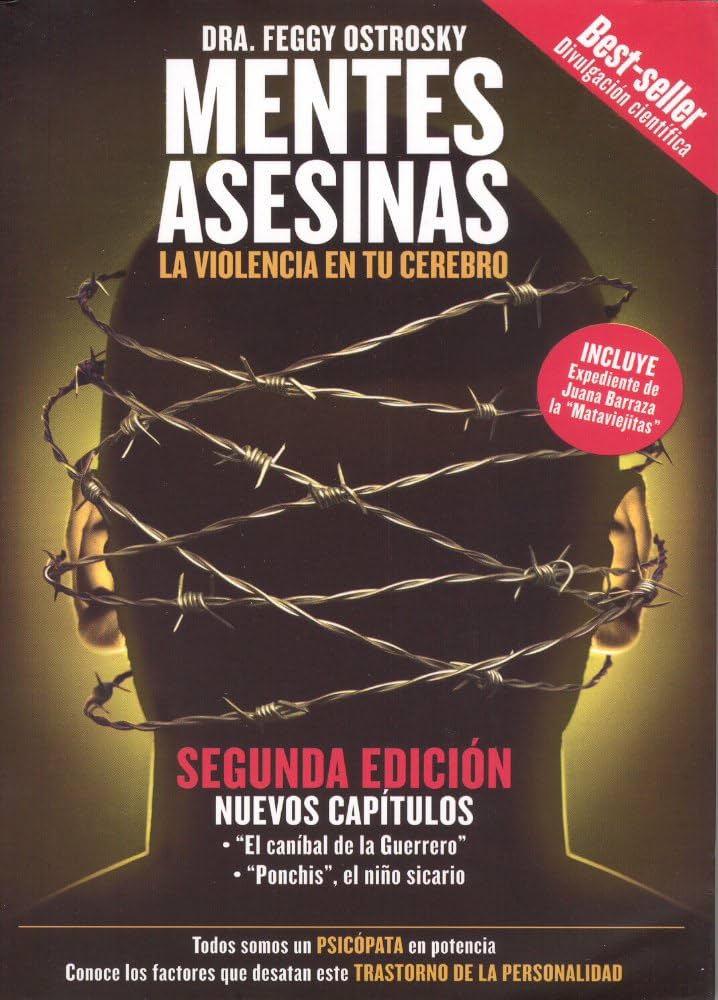 DRA. FEGGY OSTROSKY
MENTES
ASESINAS
LA VIOLENCIA EN TU CEREBRO
Best-seller
Divulgación científica
INCLUYE
Expediente de
Juana Barraza
la "Mataviejitas"
SEGUNDA EDICIÓN
NUEVOS CAPÍTULOS
• "El caníbal de la Guerrero"
• "Ponchis", el niño sicario
Todos somos un PSICÓPATA en potencia
Conoce los factores que desatan este TRASTORNO DE LA PERSONALIDAD